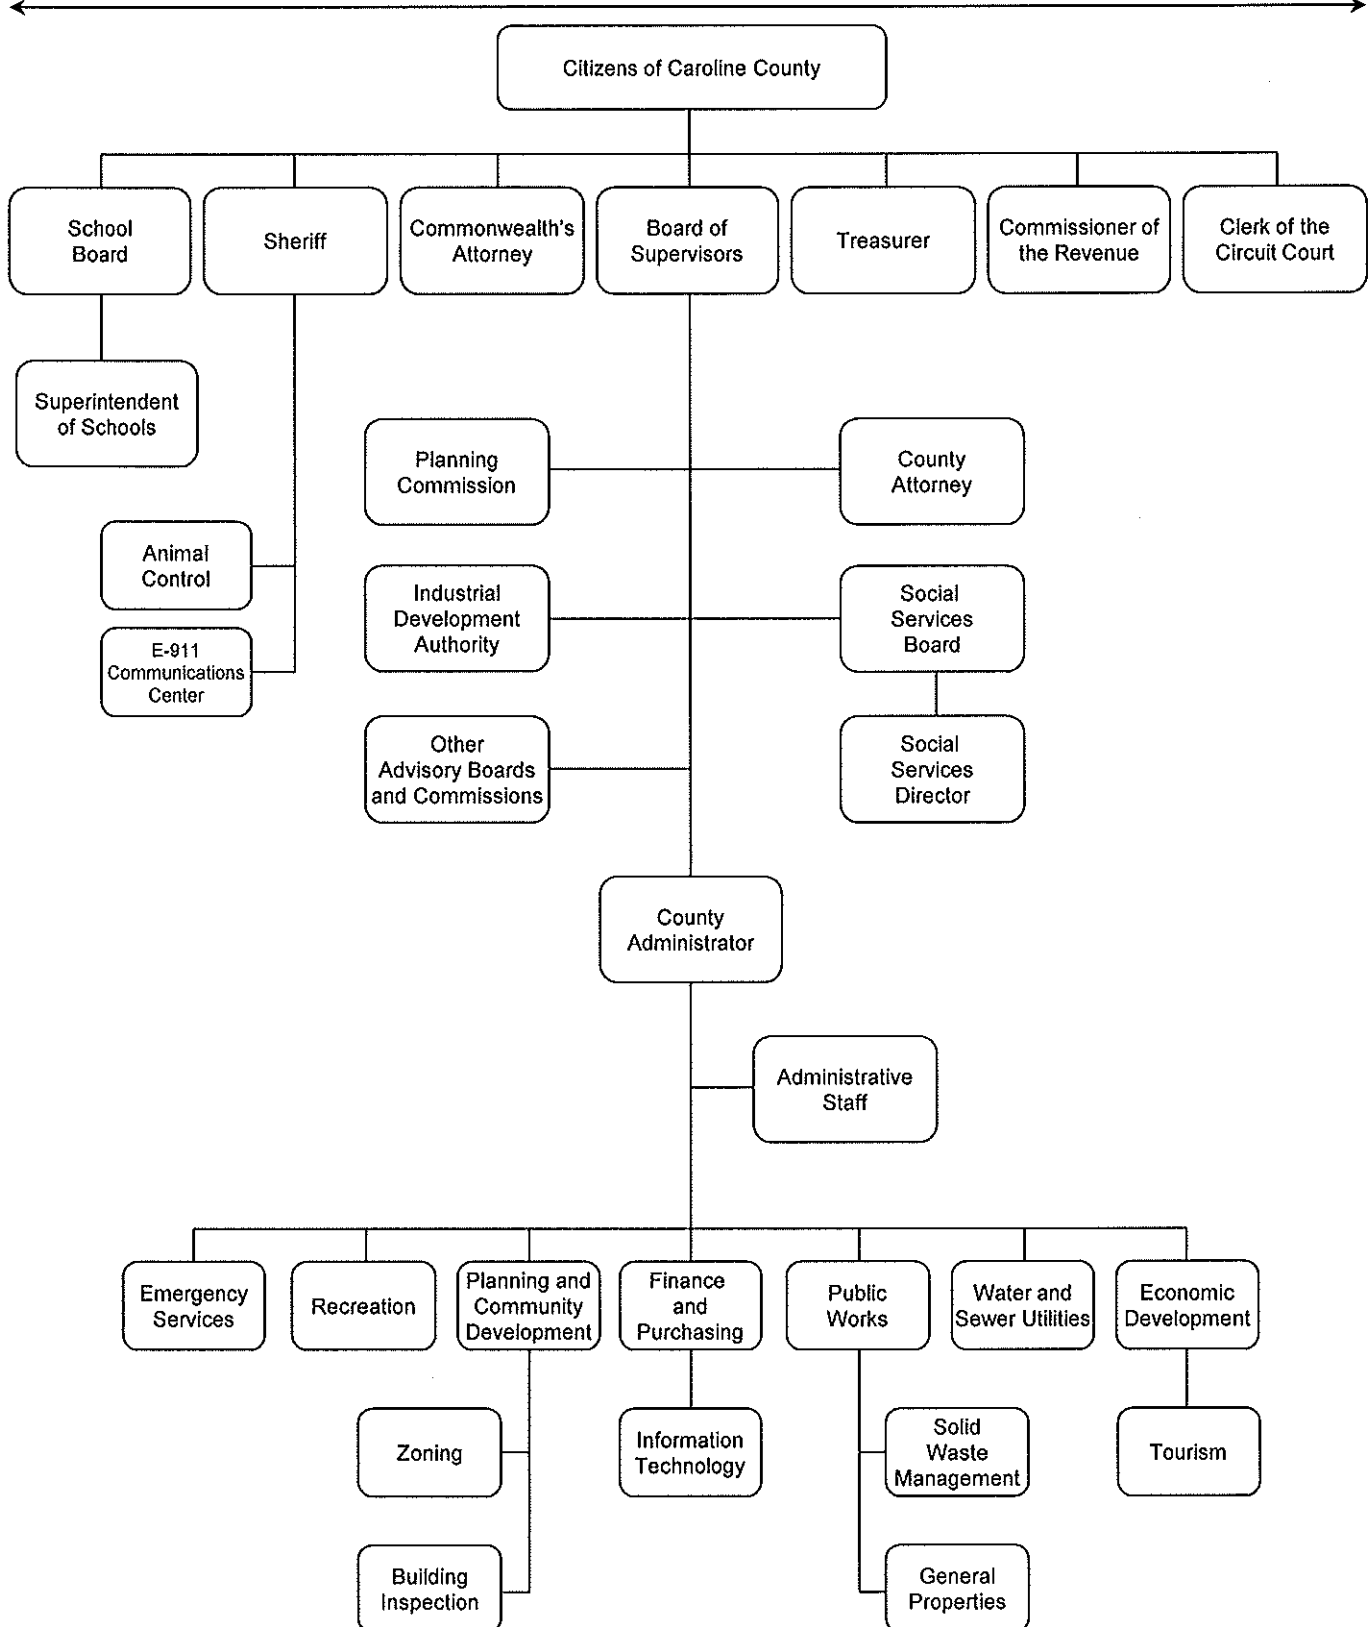 Citizens of Caroline County
School
Board
Sheriff
Commonwealth's
Attorney
Board of
Supervisors
Treasurer
Commissioner of
the Revenue
Clerk of the
Circuit Court
Superintendent
of Schools
Planning
Commission
County
Attorney
Animal
Control
Industrial
Development
Authority
Social
Services
Board
E-911
Communications
Center
Other
Advisory Boards
and Commissions
Social
Services
Director
County
Administrator
Administrative
Staff
Emergency
Services
Recreation
Planning and
Community
Development
Finance
and
Purchasing
Public
Works
Water and
Sewer Utilities
Economic
Development
Zoning
Information
Technology
Solid
Waste
Management
Tourism
Building
Inspection
General
Properties